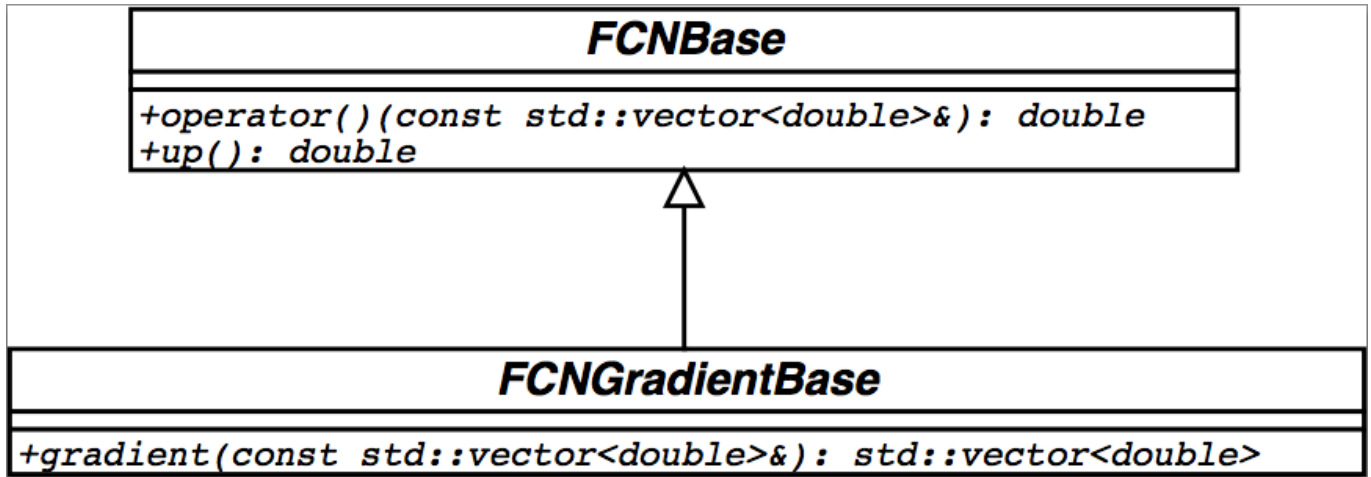 FCNBase
+operator()(const std::vector<double>&): double
+up(): double
FCNGradientBase
+gradient(const std::vector<double>&): std::vector<double>